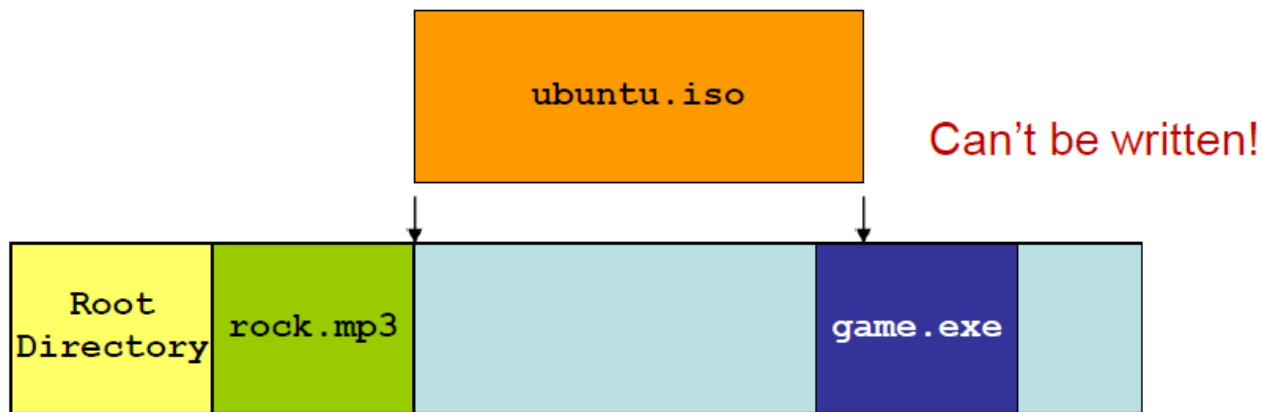 ubuntu.iso
Can't be written!
Root
Directory
rock.mp3
game.exe